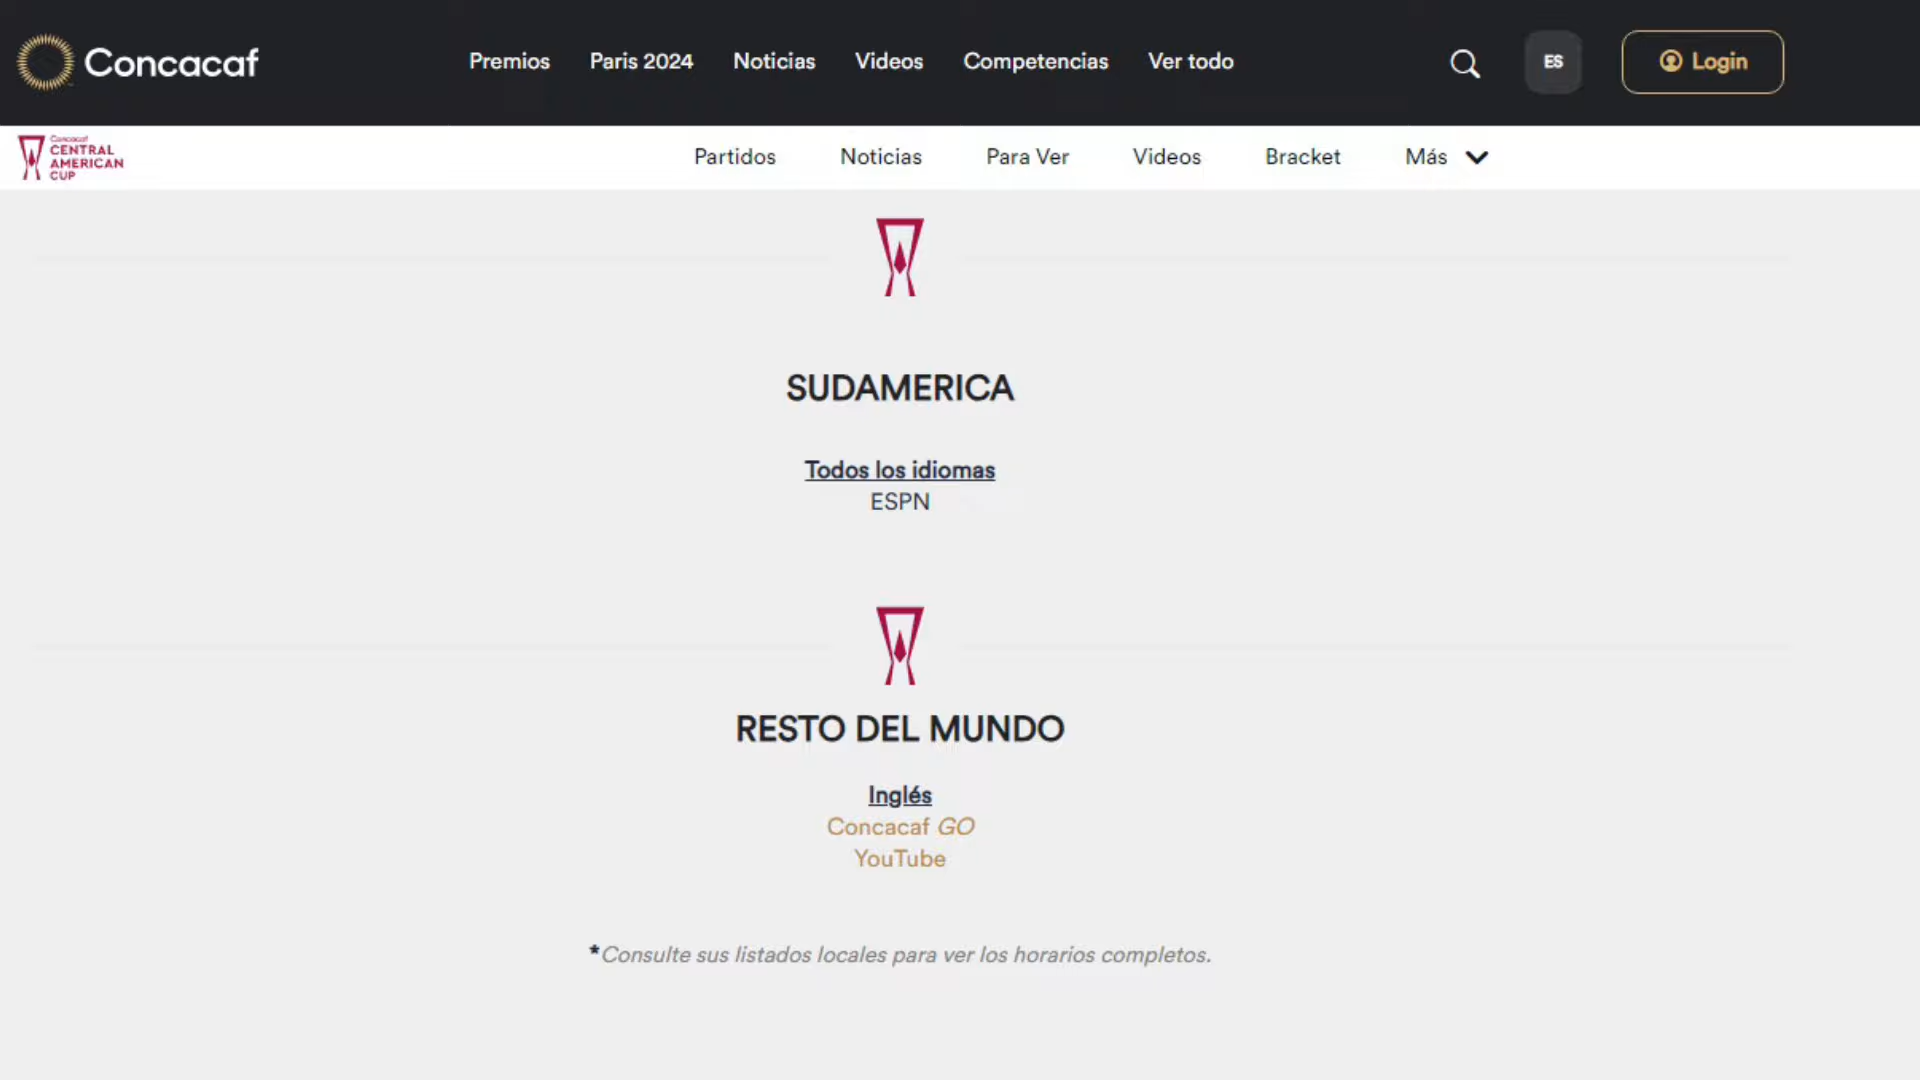 Concacaf
Premios
Paris 2024
Noticias
Videos
Competencias
Ver todo
ES
Login
Concacaf
CENTRAL
AMERICAN
CUP
Partidos
Noticias
Para Ver
Videos
Bracket
Más
SUDAMERICA
Todos los idiomas
ESPN
RESTO DEL MUNDO
Inglés
Concacaf GO
YouTube
*Consulte sus listados locales para ver los horarios completos.